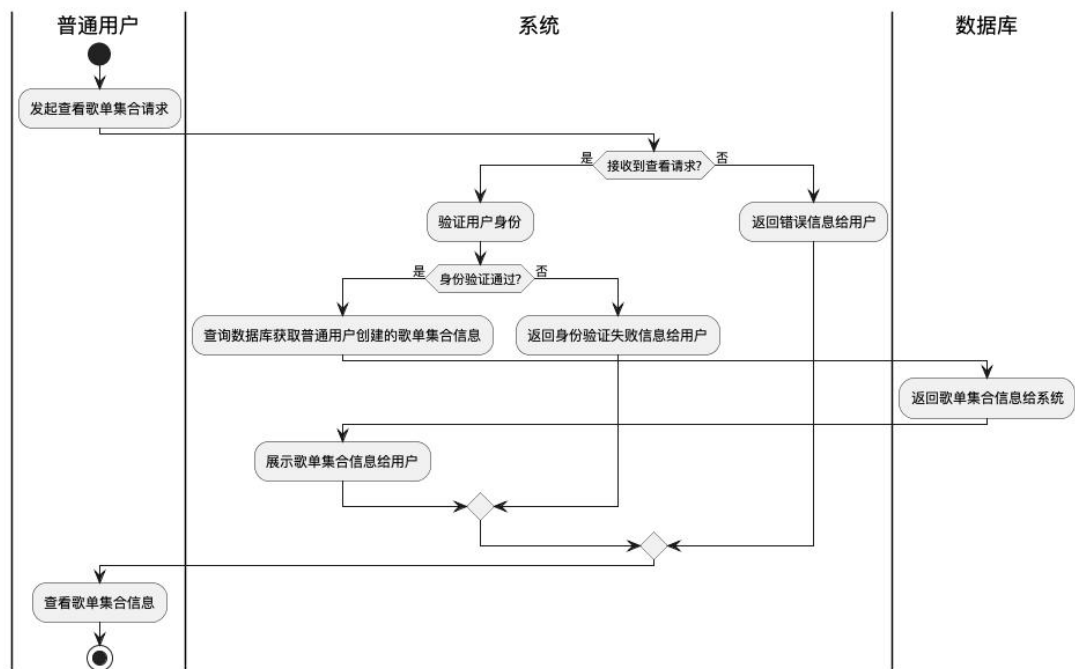 普通用户
系统
数据库
发起查看歌单集合请求
是
接收到查看请求?
否
验证用户身份
返回错误信息给用户
是
身份验证通过?
否
查询数据库获取普通用户创建的歌单集合信息
返回身份验证失败信息给用户
返回歌单集合信息给系统
展示歌单集合信息给用户
查看歌单集合信息